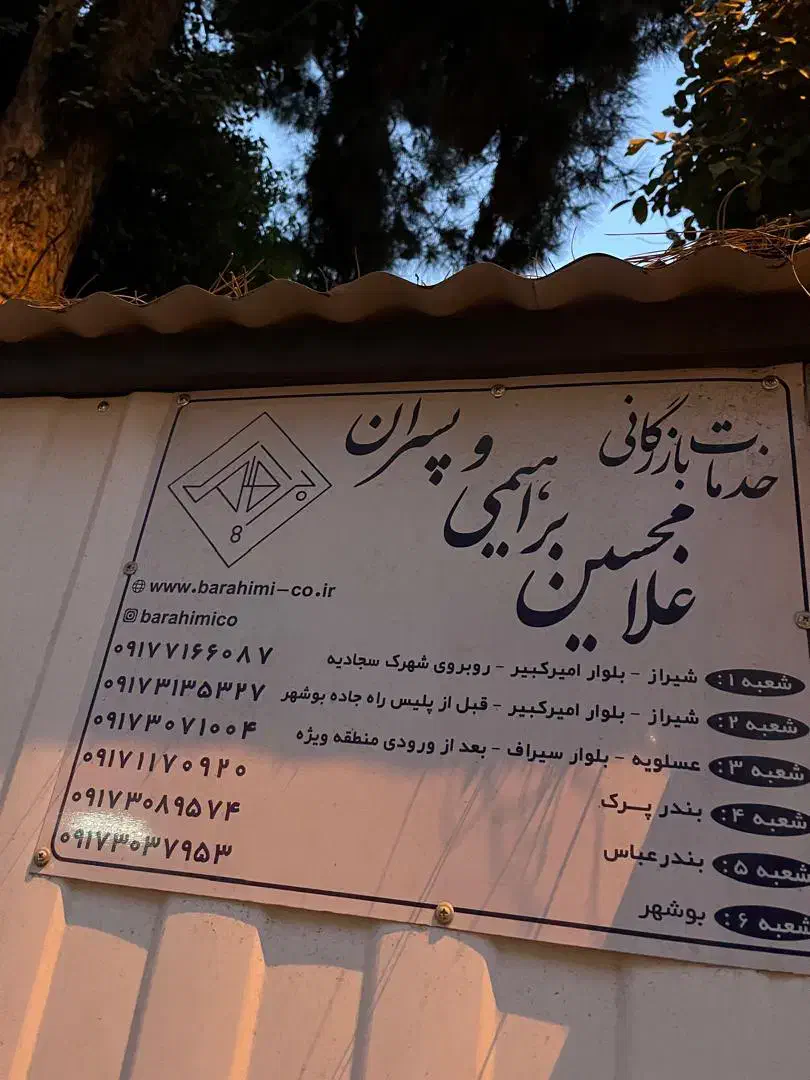 خدمات بازرگانی
غلامحسین براهیمی و پسران
براهیمی
8
www.barahimi-co.ir
barahimico
شعبه ۱: شیراز - بلوار امیرکبیر - روبروی شهرک سجادیه ۰۹۱۷۷۱۶۶۰۸۷
شعبه ۲: شیراز - بلوار امیرکبیر - قبل از پلیس راه جاده بوشهر ۰۹۱۷۳۱۳۵۳۲۷
شعبه ۳: عسلویه - بلوار سیراف - بعد از ورودی منطقه ویژه ۰۹۱۷۳۰۷۱۰۰۴
شعبه ۴: بندر پرک ۰۹۱۷۱۱۷۰۹۲۰
شعبه ۵: بندرعباس ۰۹۱۷۳۰۸۹۵۷۴
شعبه ۶: بوشهر ۰۹۱۷۳۰۳۷۹۵۳